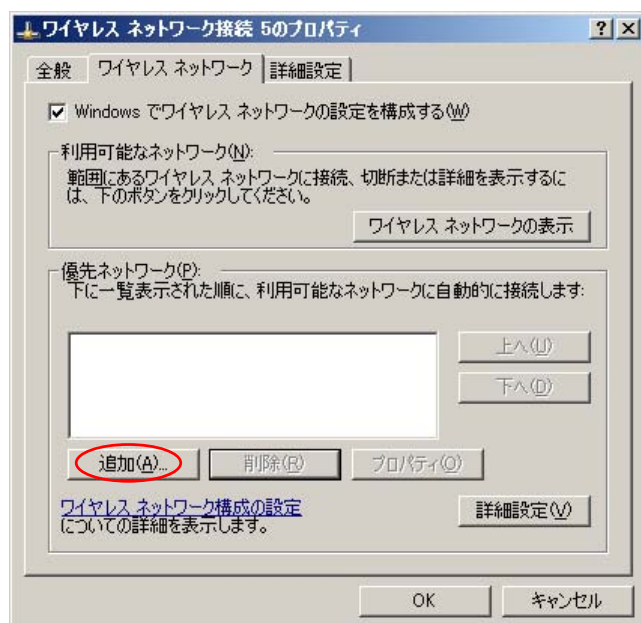 ワイヤレス ネットワーク接続 5のプロパティ
全般 ワイヤレス ネットワーク 詳細設定
Windows でワイヤレス ネットワークの設定を構成する(W)
利用可能なネットワーク(N):
範囲にあるワイヤレス ネットワークに接続、切断または詳細を表示するに
は、下のボタンをクリックしてください。
ワイヤレス ネットワークの表示
優先ネットワーク(P):
下に一覧表示された順に、利用可能なネットワークに自動的に接続します:
上へ(U)
下へ(D)
追加(A)... 削除(R) プロパティ(O)
ワイヤレス ネットワーク構成の設定
についての詳細を表示します。
詳細設定(V)
OK キャンセル